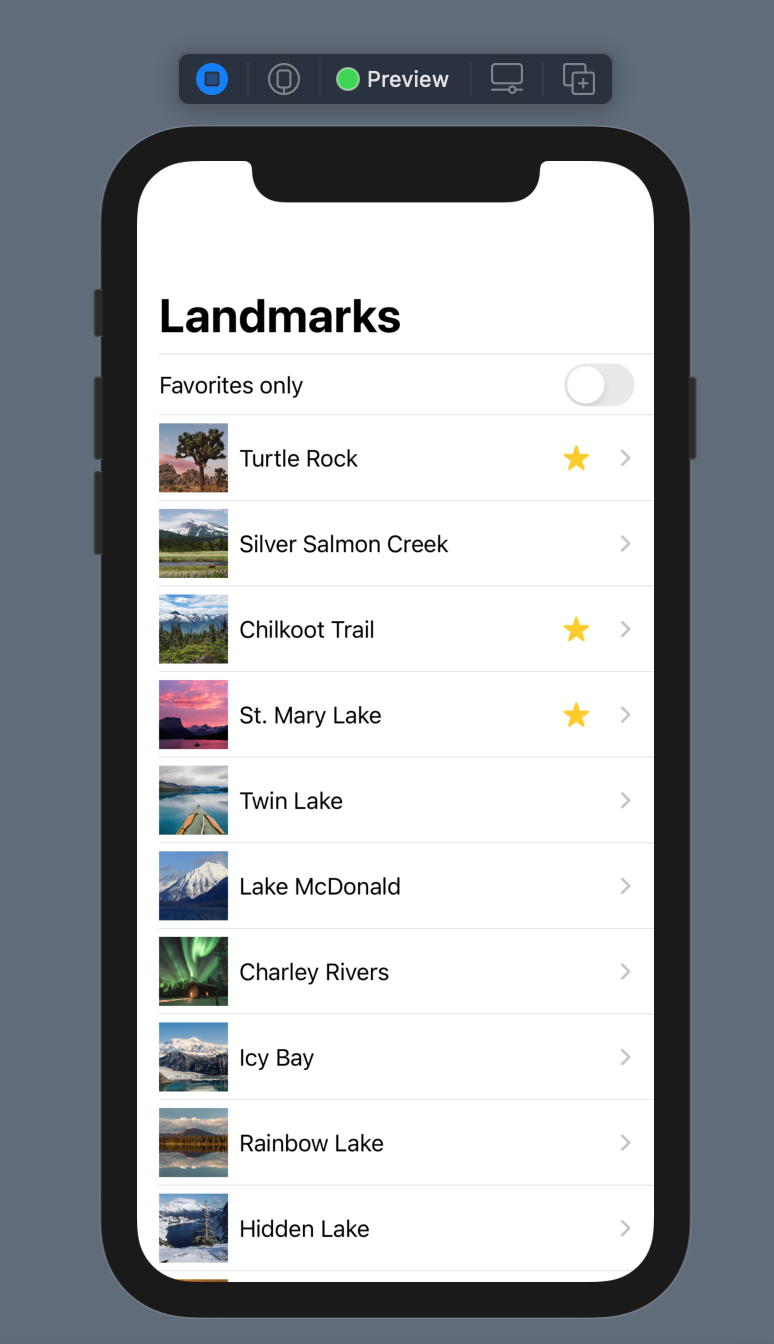 Preview
Landmarks
Favorites only
Turtle Rock
Silver Salmon Creek
Chilkoot Trail
St. Mary Lake
Twin Lake
Lake McDonald
Charley Rivers
Icy Bay
Rainbow Lake
Hidden Lake